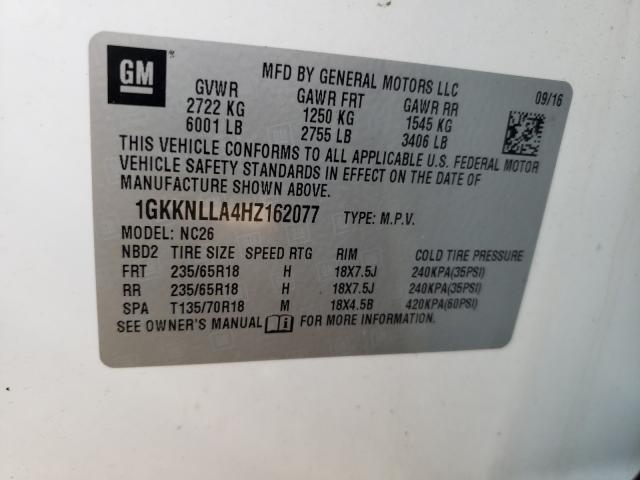 GM
MFD BY GENERAL MOTORS LLC
09/16
GVWR GAWR FRT GAWR RR
2722 KG 1250 KG 1545 KG
6001 LB 2755 LB 3406 LB
THIS VEHICLE CONFORMS TO ALL APPLICABLE U.S. FEDERAL MOTOR
VEHICLE SAFETY STANDARDS IN EFFECT ON THE DATE OF
MANUFACTURE SHOWN ABOVE.
1GKKNLLA4HZ162077 TYPE: M.P.V.
MODEL: NC26
NBD2 TIRE SIZE SPEED RTG RIM COLD TIRE PRESSURE
FRT 235/65R18 H 18X7.5J 240KPA(35PSI)
RR 235/65R18 H 18X7.5J 240KPA(35PSI)
SPA T135/70R18 M 18X4.5B 420KPA(60PSI)
SEE OWNER'S MANUAL FOR MORE INFORMATION